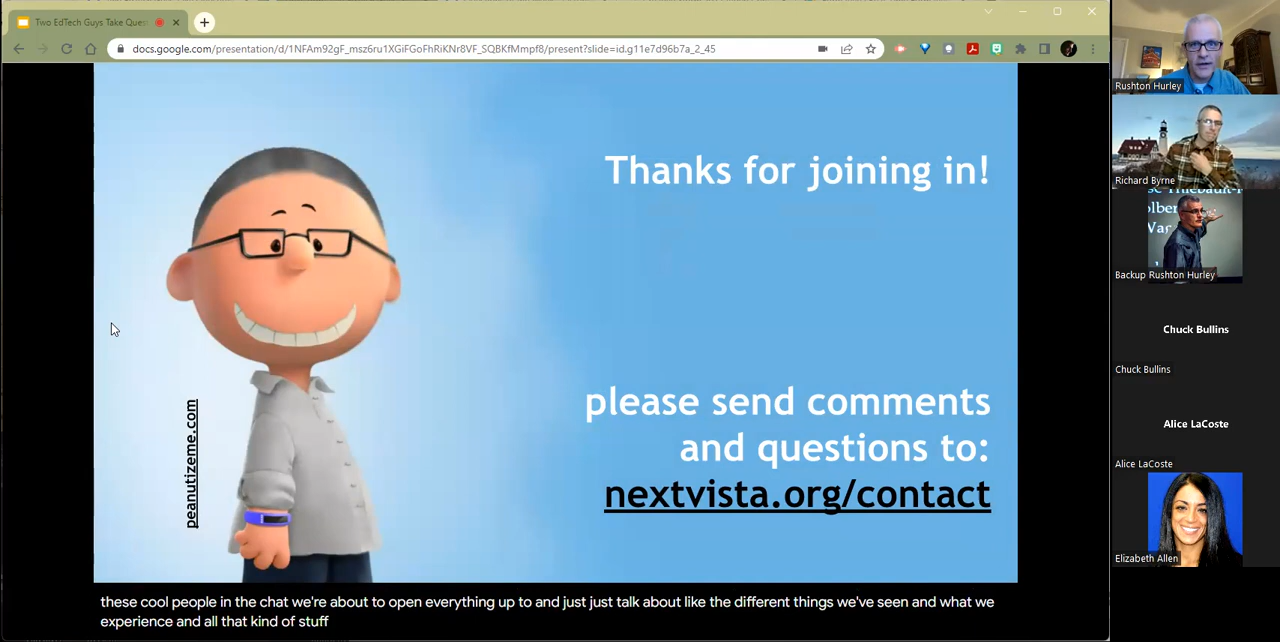 Two EdTech Guys Take Ques
docs.google.com/presentation/d/1NFAm92gF_msz6ru1XGiFGoFhRiKNr8VF_SQBKfMmpf8/present?slide=id.g11e7d96b7a_2_45
Thanks for joining in!
please send comments
and questions to:
nextvista.org/contact
peanutizeme.com
these cool people in the chat we're about to open everything up to and just just talk about like the different things we've seen and what we
experience and all that kind of stuff
Rushton Hurley
Richard Byrne
Backup Rushton Hurley
Chuck Bullins
Chuck Bullins
Alice LaCoste
Alice LaCoste
Elizabeth Allen